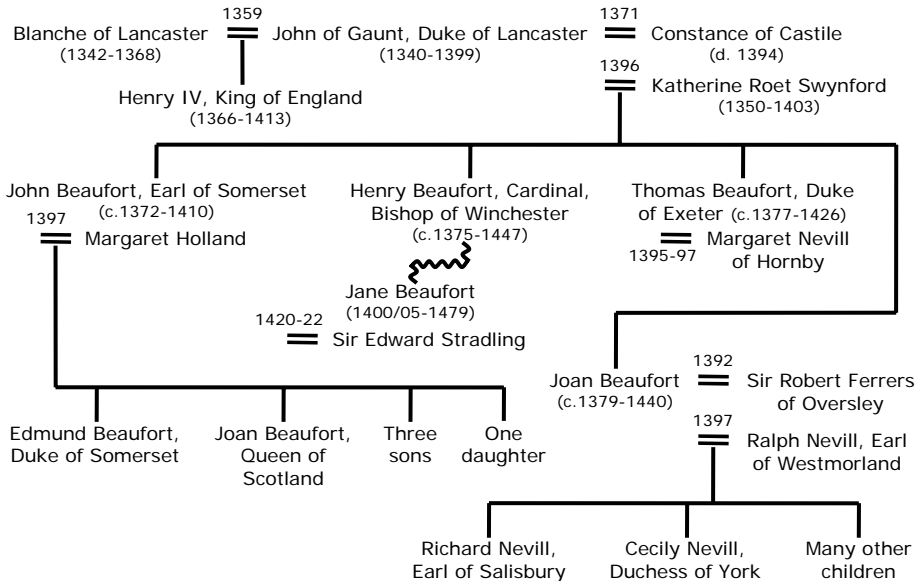 1359
1371
Blanche of Lancaster
John of Gaunt, Duke of Lancaster
Constance of Castile
(1342-1368)
(1340-1399)
(d. 1394)
1396
Henry IV, King of England
(1366-1413)
Katherine Roet Swynford
(1350-1403)
John Beaufort, Earl of Somerset
(c.1372-1410)
1397
Margaret Holland
Henry Beaufort, Cardinal,
Bishop of Winchester
(c.1375-1447)
Thomas Beaufort, Duke
of Exeter (c.1377-1426)
1395-97
Margaret Nevill
of Hornby
Jane Beaufort
(1400/05-1479)
1420-22
Sir Edward Stradling
Joan Beaufort
(c.1379-1440)
1392
Sir Robert Ferrers
of Oversley
1397
Ralph Nevill, Earl
of Westmorland
Edmund Beaufort,
Duke of Somerset
Joan Beaufort,
Queen of
Scotland
Three
sons
One
daughter
Richard Nevill,
Earl of Salisbury
Cecily Nevill,
Duchess of York
Many other
children